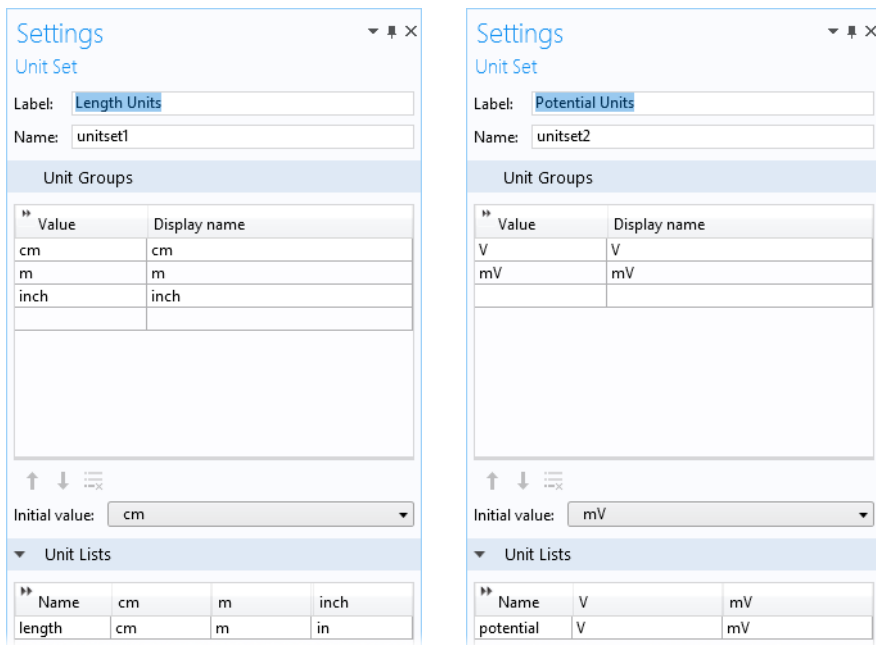 Settings
Unit Set
Label: Length Units
Name: unitset1
Unit Groups
Value Display name
cm cm
m m
inch inch
Initial value: cm
Unit Lists
Name cm m inch
length cm m in
Settings
Unit Set
Label: Potential Units
Name: unitset2
Unit Groups
Value Display name
V V
mV mV
Initial value: mV
Unit Lists
Name V mV
potential V mV